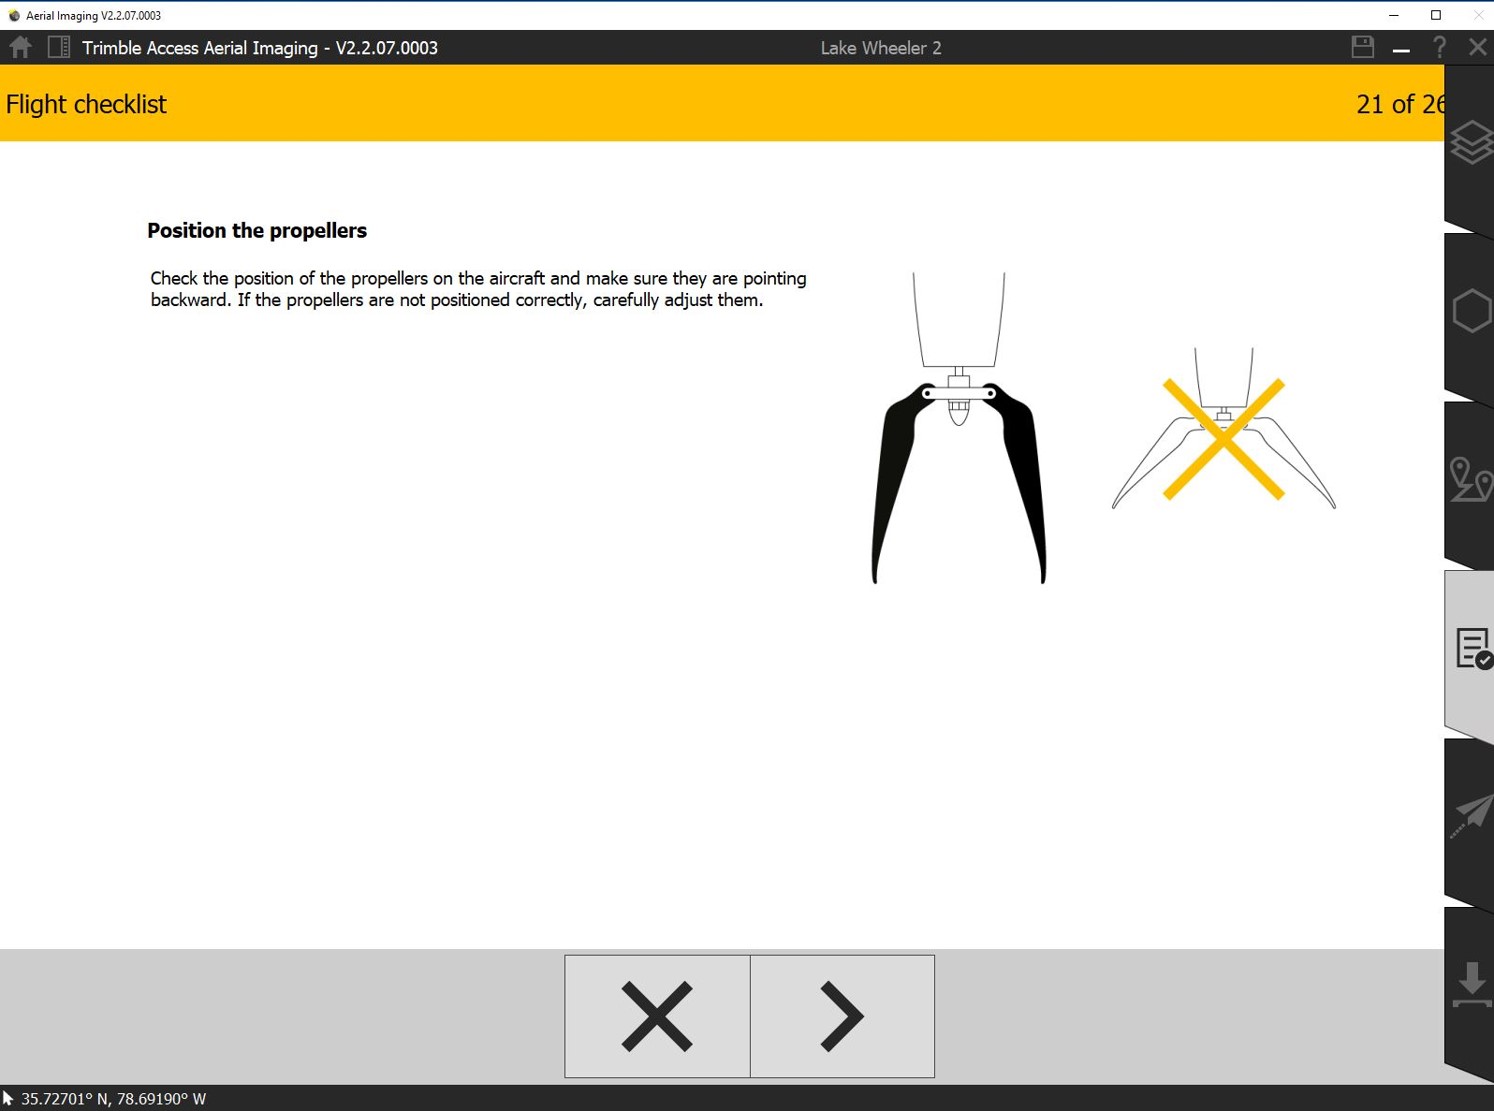 Aerial Imaging V2.2.07.0003
Trimble Access Aerial Imaging - V2.2.07.0003
Lake Wheeler 2
?
Flight checklist
21 of 26
Position the propellers
Check the position of the propellers on the aircraft and make sure they are pointing
backward. If the propellers are not positioned correctly, carefully adjust them.
35.72701° N, 78.69190° W